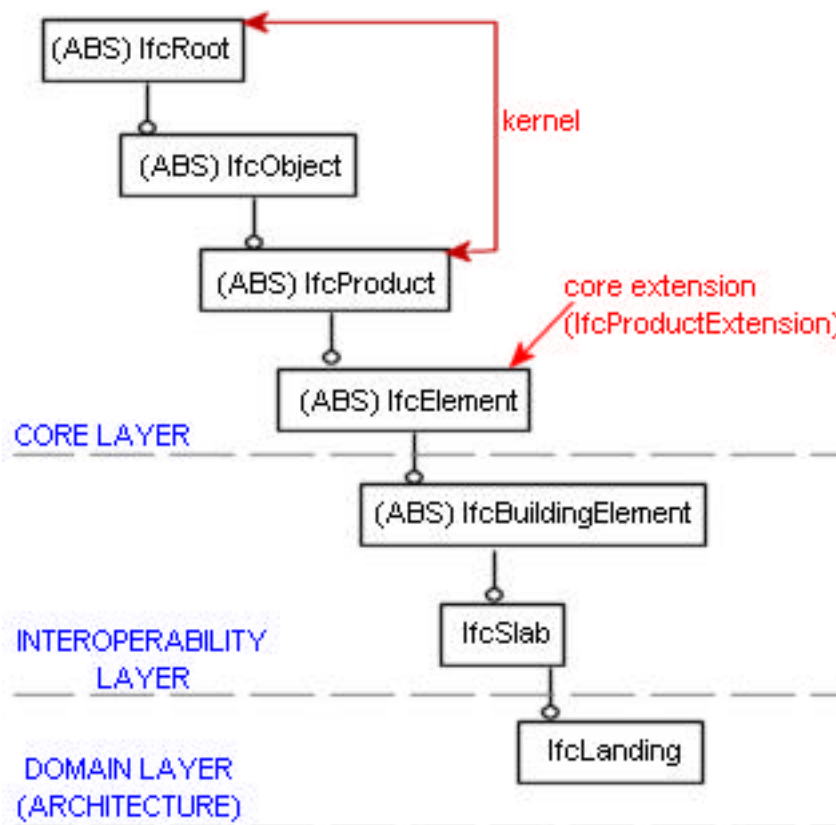 (ABS) IfcRoot
kernel
(ABS) IfcObject
(ABS) IfcProduct
core extension
(IfcProductExtension)
(ABS) IfcElement
CORE LAYER
(ABS) IfcBuildingElement
IfcSlab
INTEROPERABILITY
LAYER
IfcLanding
DOMAIN LAYER
(ARCHITECTURE)